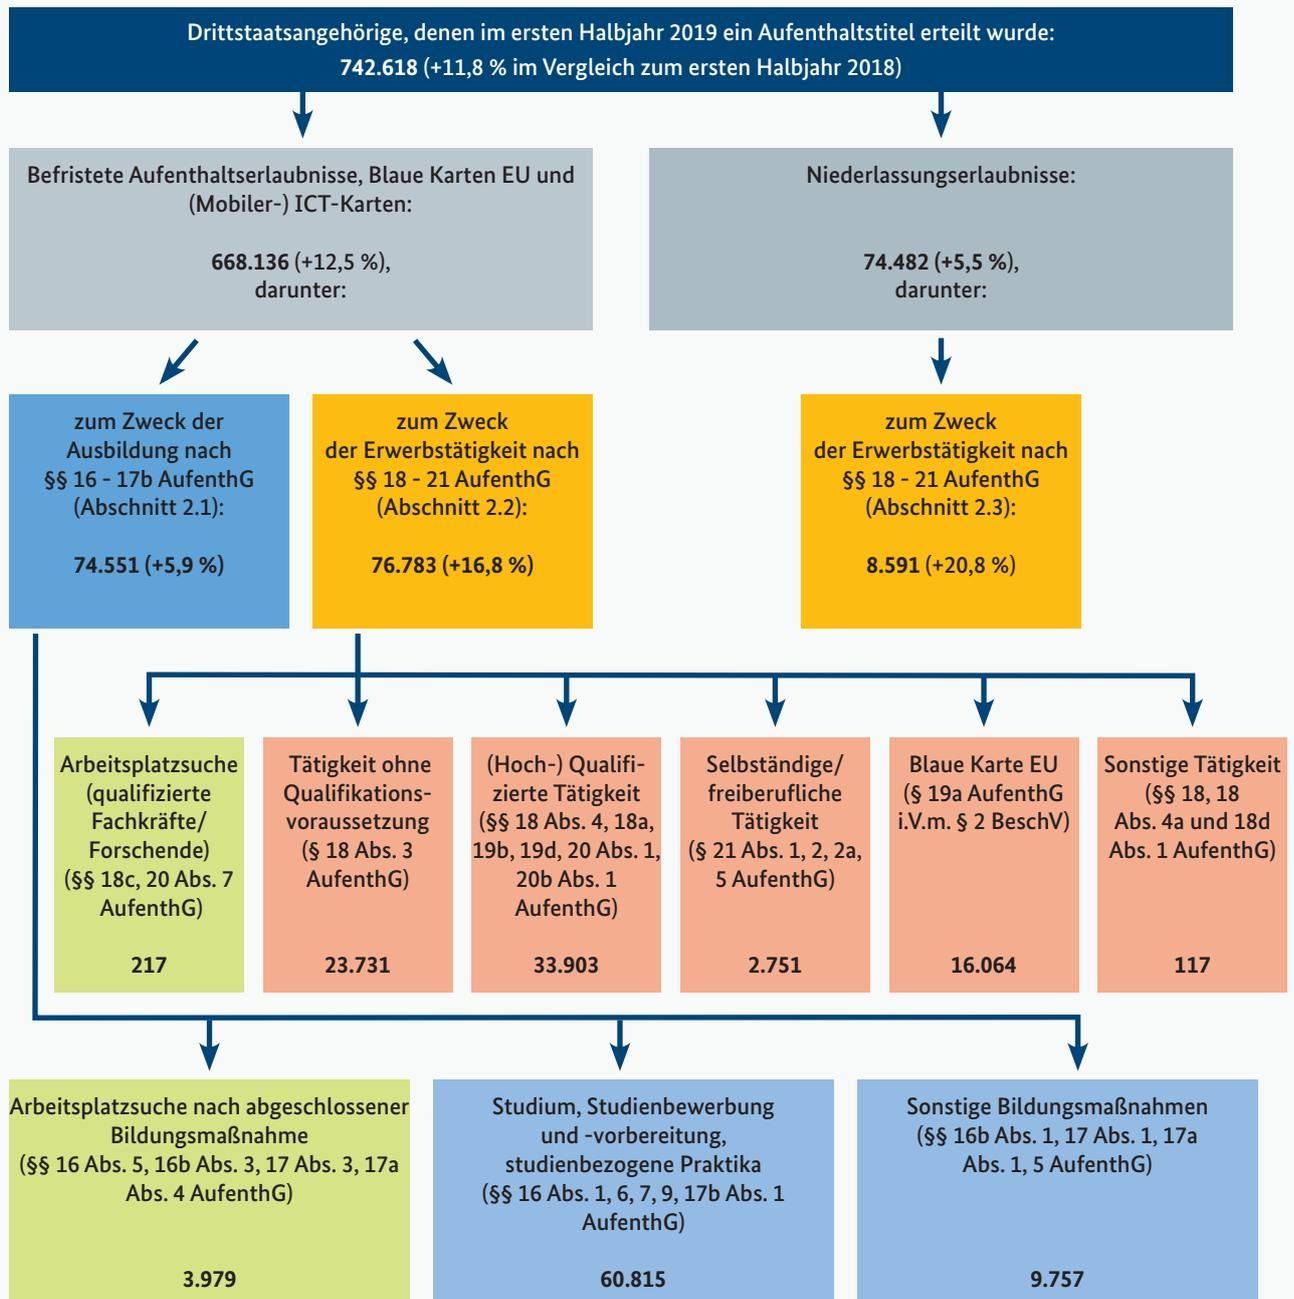 Drittstaatsangehörige, denen im ersten Halbjahr 2019 ein Aufenthaltstitel erteilt wurde:
742.618 (+11,8 % im Vergleich zum ersten Halbjahr 2018)
Befristete Aufenthaltserlaubnisse, Blaue Karten EU und
(Mobiler-) ICT-Karten:
668.136 (+12,5 %),
darunter:
Niederlassungserlaubnisse:
74.482 (+5,5 %),
darunter:
zum Zweck der
Ausbildung nach
§§ 16 - 17b AufenthG
(Abschnitt 2.1):
74.551 (+5,9 %)
zum Zweck
der Erwerbstätigkeit nach
§§ 18 - 21 AufenthG
(Abschnitt 2.2):
76.783 (+16,8 %)
zum Zweck
der Erwerbstätigkeit nach
§§ 18 - 21 AufenthG
(Abschnitt 2.3):
8.591 (+20,8 %)
Arbeitsplatzsuche
(qualifizierte
Fachkräfte/
Forschende)
(§§ 18c, 20 Abs. 7
AufenthG)
217
Tätigkeit ohne
Qualifikations-
voraussetzung
(§ 18 Abs. 3
AufenthG)
23.731
(Hoch-) Qualifi-
zierte Tätigkeit
(§§ 18 Abs. 4, 18a,
19b, 19d, 20 Abs. 1,
20b Abs. 1
AufenthG)
33.903
Selbständige/
freiberufliche
Tätigkeit
(§ 21 Abs. 1, 2, 2a,
5 AufenthG)
2.751
Blaue Karte EU
(§ 19a AufenthG
i.V.m. § 2 BeschV)
16.064
Sonstige Tätigkeit
(§§ 18, 18
Abs. 4a und 18d
Abs. 1 AufenthG)
117
Arbeitsplatzsuche nach abgeschlossener
Bildungsmaßnahme
(§§ 16 Abs. 5, 16b Abs. 3, 17 Abs. 3, 17a
Abs. 4 AufenthG)
3.979
Studium, Studienbewerbung
und -vorbereitung,
studienbezogene Praktika
(§§ 16 Abs. 1, 6, 7, 9, 17b Abs. 1
AufenthG)
60.815
Sonstige Bildungsmaßnahmen
(§§ 16b Abs. 1, 17 Abs. 1, 17a
Abs. 1, 5 AufenthG)
9.757